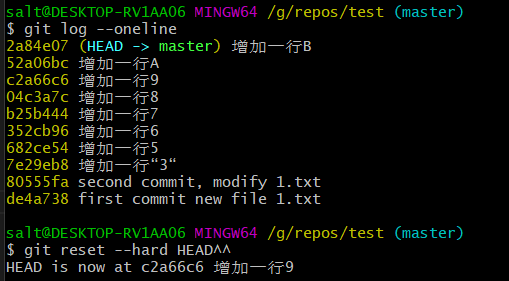 salt@DESKTOP-RV1AA06 MINGW64 /g/repos/test (master)
$ git log --oneline
2a84e07 (HEAD -> master) 增加一行B
52a06bc 增加一行A
c2a66c6 增加一行9
04c3a7c 增加一行8
b25b444 增加一行7
352cb96 增加一行6
682ce54 增加一行5
7e29eb8 增加一行“3“
80555fa second commit, modify 1.txt
de4a738 first commit new file 1.txt
salt@DESKTOP-RV1AA06 MINGW64 /g/repos/test (master)
$ git reset --hard HEAD^^
HEAD is now at c2a66c6 增加一行9